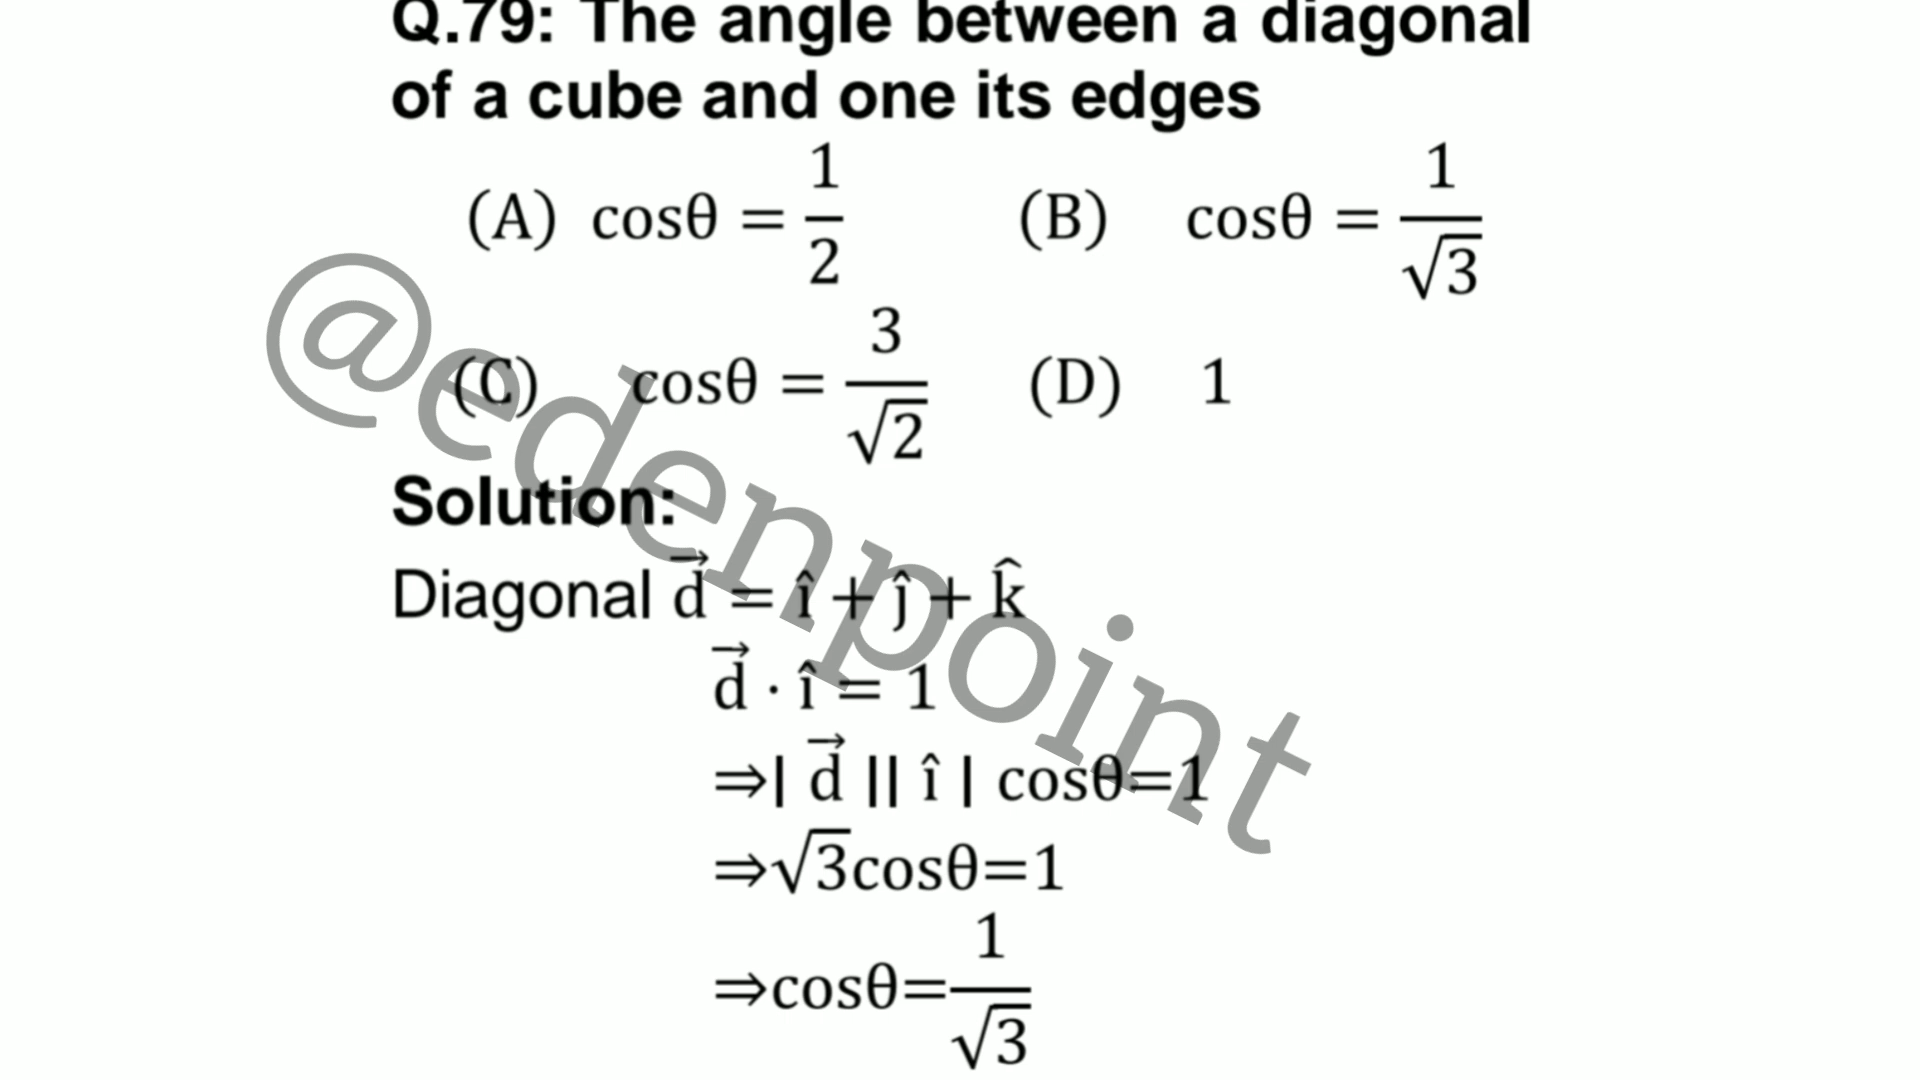 Q.79: The angle between a diagonal
of a cube and one its edges
(A) cosθ = 1/2 (B) cosθ = 1/√3
(C) cosθ = 3/√2 (D) 1
Solution:
Diagonal d⃗ = î + ĵ + k̂
d⃗ · î = 1
⇒| d⃗ || î | cosθ=1
⇒√3cosθ=1
⇒cosθ=1/√3
@edenpoint